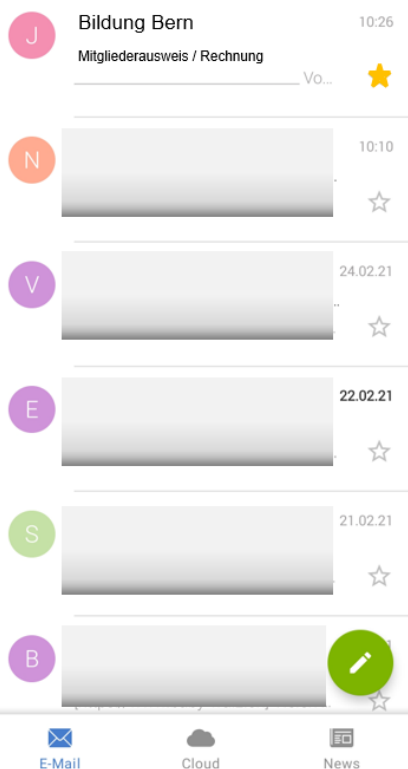 J
Bildung Bern
10:26
Mitgliederausweis / Rechnung
Vo...
N
10:10
V
24.02.21
E
22.02.21
S
21.02.21
B
E-Mail
Cloud
News